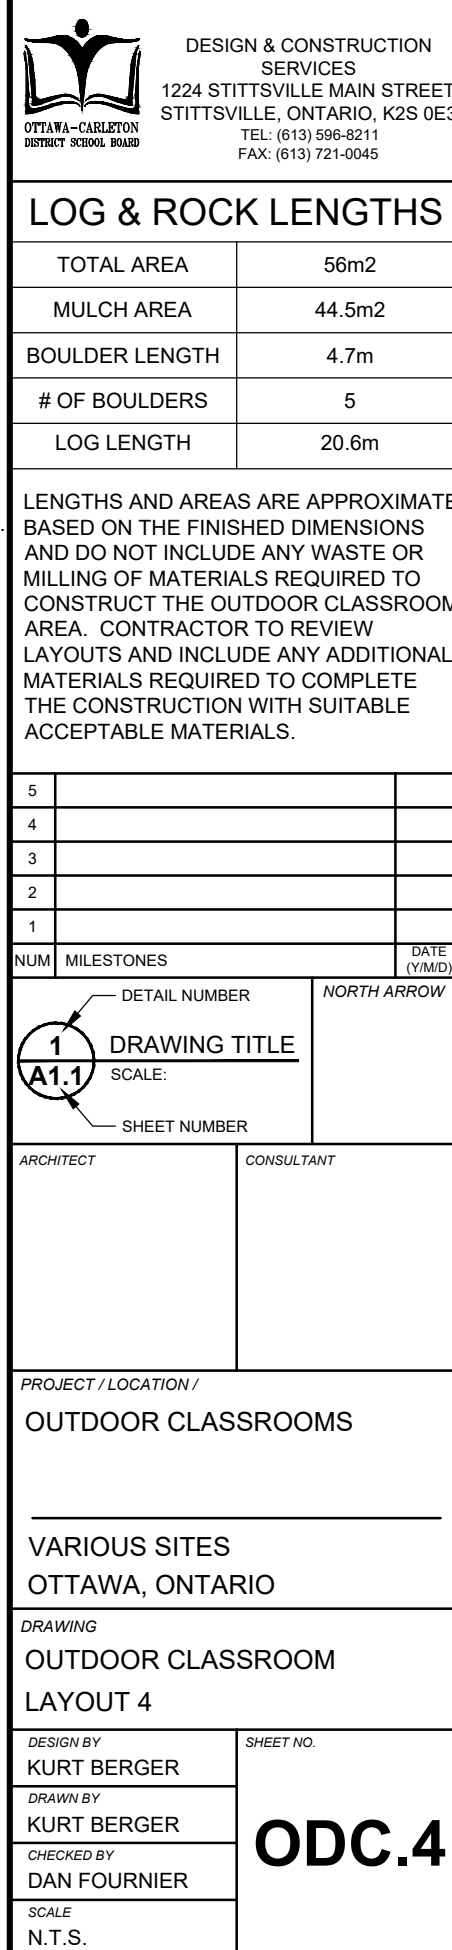 OTTAWA-CARLETON
DISTRICT SCHOOL BOARD
DESIGN & CONSTRUCTION
SERVICES
1224 STITTSVILLE MAIN STREET
STITTSVILLE, ONTARIO, K2S 0E3
TEL: (613) 596-8211
FAX: (613) 721-0045
LOG & ROCK LENGTHS
TOTAL AREA 56m2
MULCH AREA 44.5m2
BOULDER LENGTH 4.7m
# OF BOULDERS 5
LOG LENGTH 20.6m
LENGTHS AND AREAS ARE APPROXIMATE
BASED ON THE FINISHED DIMENSIONS
AND DO NOT INCLUDE ANY WASTE OR
MILLING OF MATERIALS REQUIRED TO
CONSTRUCT THE OUTDOOR CLASSROOM
AREA. CONTRACTOR TO REVIEW
LAYOUTS AND INCLUDE ANY ADDITIONAL
MATERIALS REQUIRED TO COMPLETE
THE CONSTRUCTION WITH SUITABLE
ACCEPTABLE MATERIALS.
5
4
3
2
1
NUM MILESTONES DATE
(Y/M/D)
DETAIL NUMBER
NORTH ARROW
1 DRAWING TITLE
A1.1 SCALE:
SHEET NUMBER
ARCHITECT
CONSULTANT
PROJECT / LOCATION /
OUTDOOR CLASSROOMS
VARIOUS SITES
OTTAWA, ONTARIO
DRAWING
OUTDOOR CLASSROOM
LAYOUT 4
DESIGN BY
KURT BERGER
DRAWN BY
KURT BERGER
CHECKED BY
DAN FOURNIER
SCALE
N.T.S.
SHEET NO.
ODC.4